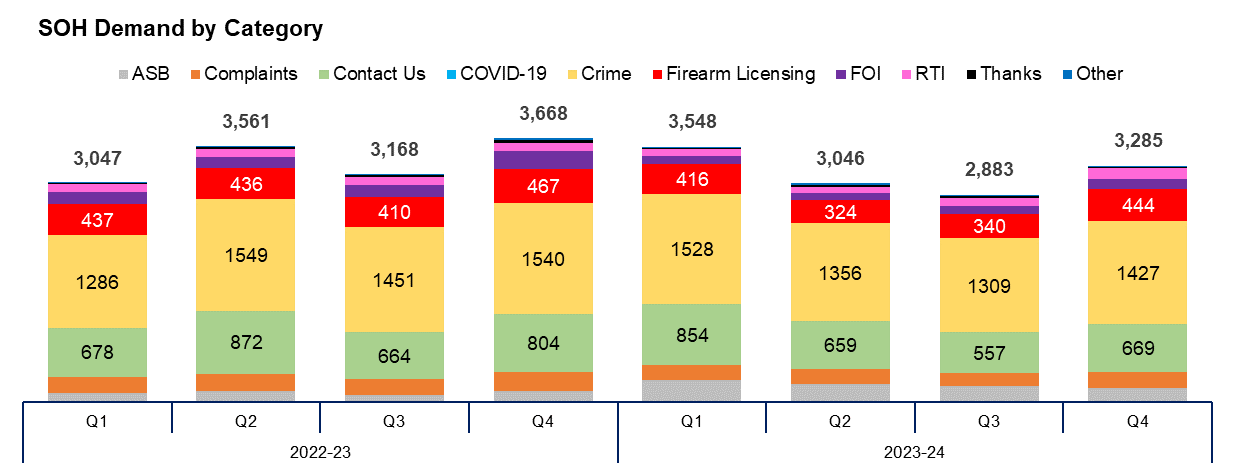 SOH Demand by Category
ASB Complaints Contact Us COVID-19 Crime Firearm Licensing FOI RTI Thanks Other
3,047 3,561 3,168 3,668 3,548 3,046 2,883 3,285
437 436 410 467 416 324 340 444
1286 1549 1451 1540 1528 1356 1309 1427
678 872 664 804 854 659 557 669
Q1 Q2 Q3 Q4 Q1 Q2 Q3 Q4
2022-23 2023-24